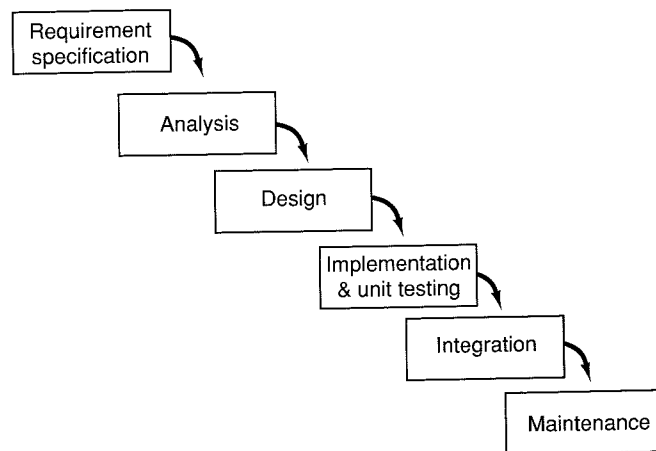 Requirement
specification
Analysis
Design
Implementation
& unit testing
Integration
Maintenance